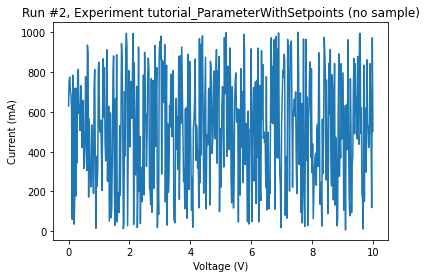 Run #2, Experiment tutorial_ParameterWithSetpoints (no sample)
1000
800
600
400
200
0
Current (mA)
0 2 4 6 8 10
Voltage (V)